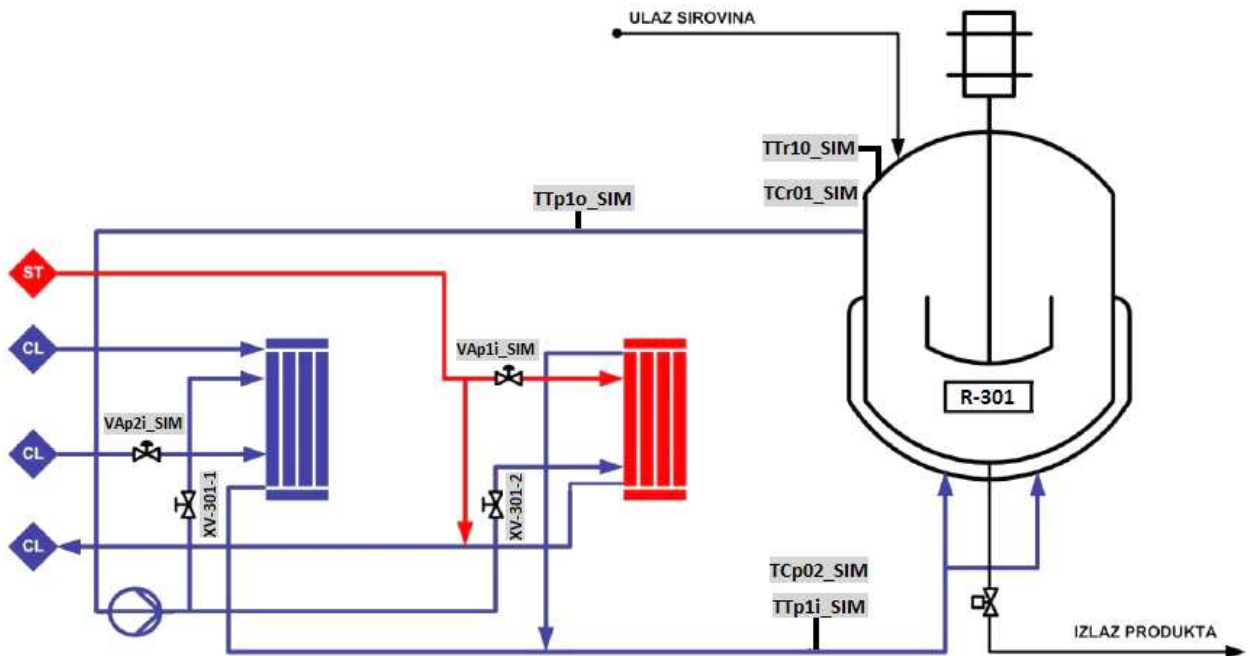 ULAZ SIROVINA
TTr10_SIM
TCr01_SIM
TTp1o_SIM
ST
CL
VAp1i_SIM
VAp2i_SIM
CL
XV-301-1
XV-301-2
R-301
CL
TCp02_SIM
TTp1i_SIM
IZLAZ PRODUKTA